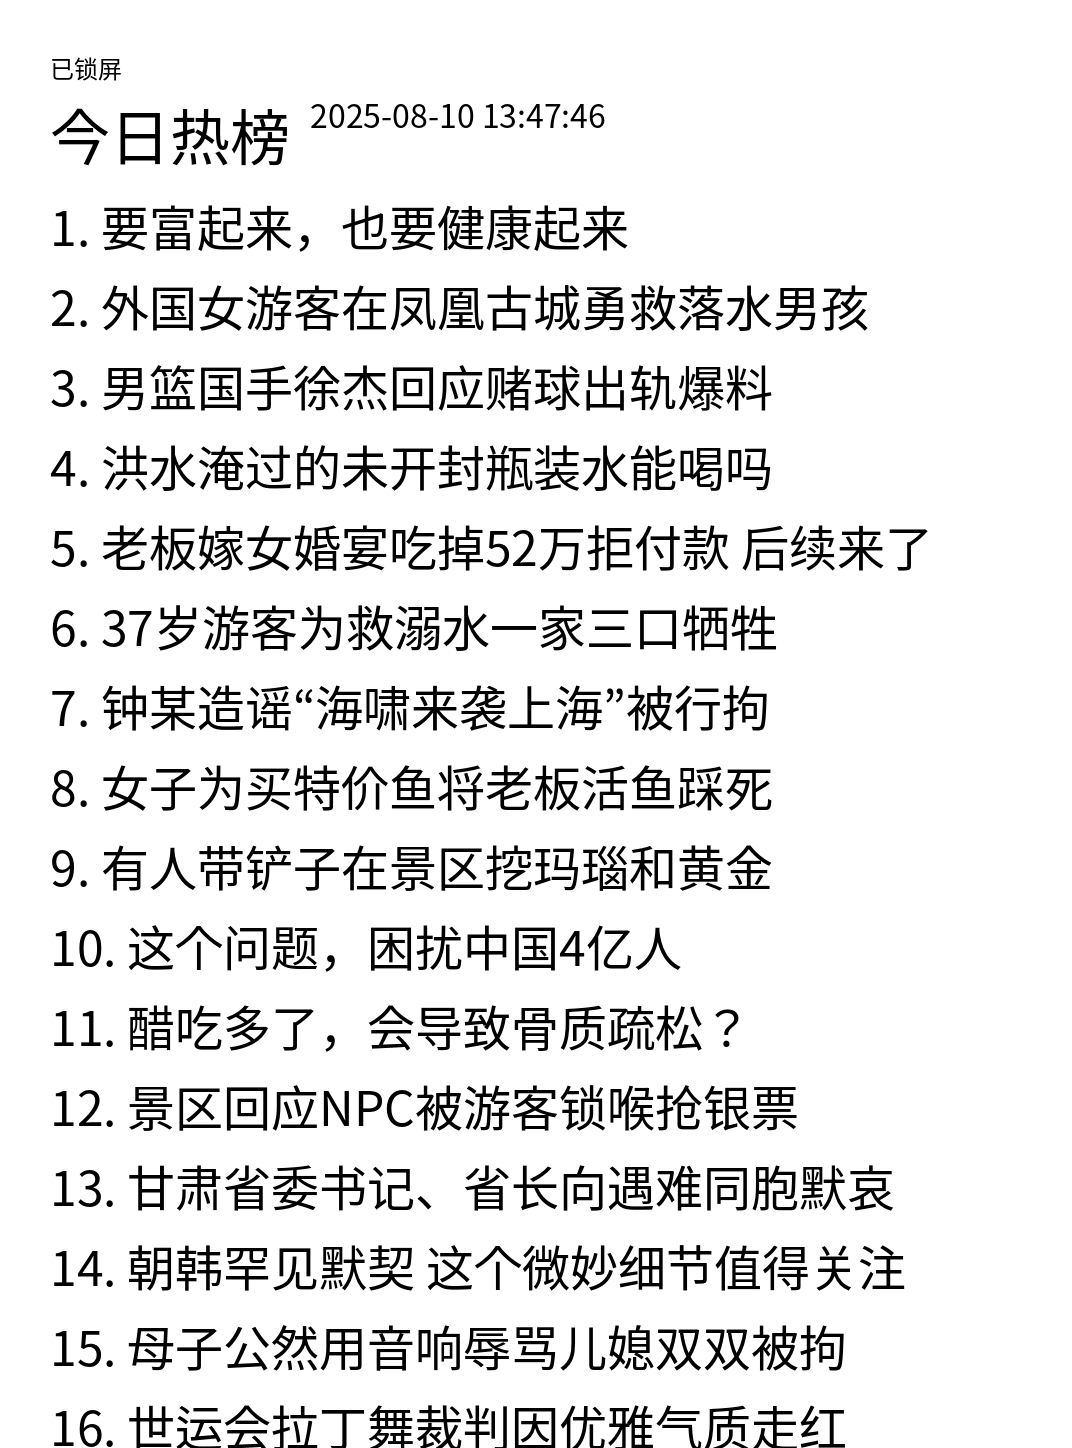 已锁屏
今日热榜 2025-08-10 13:47:46
1. 要富起来，也要健康起来
2. 外国女游客在凤凰古城勇救落水男孩
3. 男篮国手徐杰回应赌球出轨爆料
4. 洪水淹过的未开封瓶装水能喝吗
5. 老板嫁女婚宴吃掉52万拒付款 后续来了
6. 37岁游客为救溺水一家三口牺牲
7. 钟某造谣“海啸来袭上海”被行拘
8. 女子为买特价鱼将老板活鱼踩死
9. 有人带铲子在景区挖玛瑙和黄金
10. 这个问题，困扰中国4亿人
11. 醋吃多了，会导致骨质疏松？
12. 景区回应NPC被游客锁喉抢银票
13. 甘肃省委书记、省长向遇难同胞默哀
14. 朝韩罕见默契 这个微妙细节值得关注
15. 母子公然用音响辱骂儿媳双双被拘
16. 世运会拉丁舞裁判因优雅气质走红